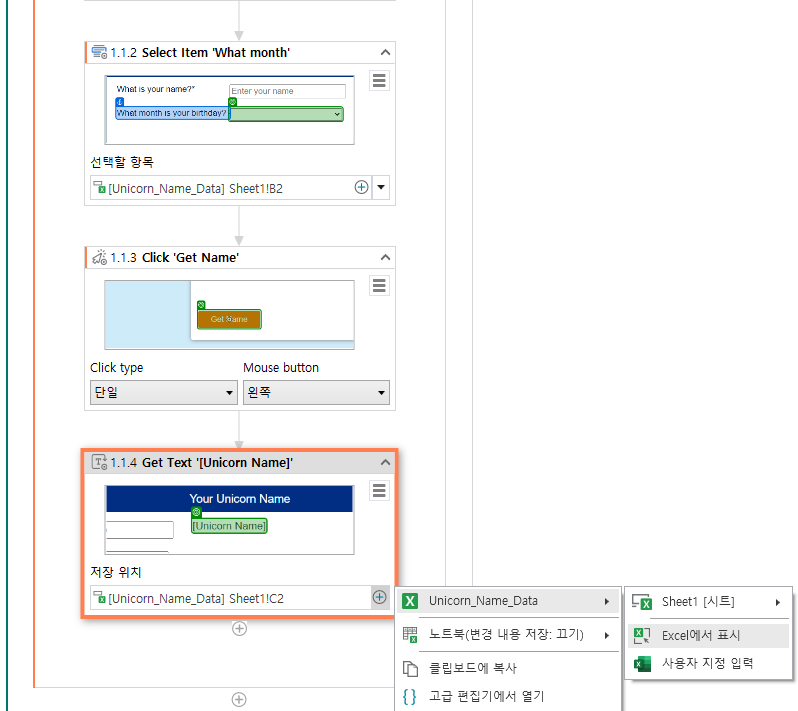 1.1.2 Select Item 'What month'
What is your name?*
Enter your name
What month is your birthday?
선택할 항목
[Unicorn_Name_Data] Sheet1!B2
1.1.3 Click 'Get Name'
Get Name
Click type
Mouse button
단일
왼쪽
1.1.4 Get Text '[Unicorn Name]'
Your Unicorn Name
[Unicorn Name]
저장 위치
[Unicorn_Name_Data] Sheet1!C2
Unicorn_Name_Data
노트북(변경 내용 저장: 끄기)
클립보드에 복사
고급 편집기에서 열기
Sheet1 [시트]
Excel에서 표시
사용자 지정 입력